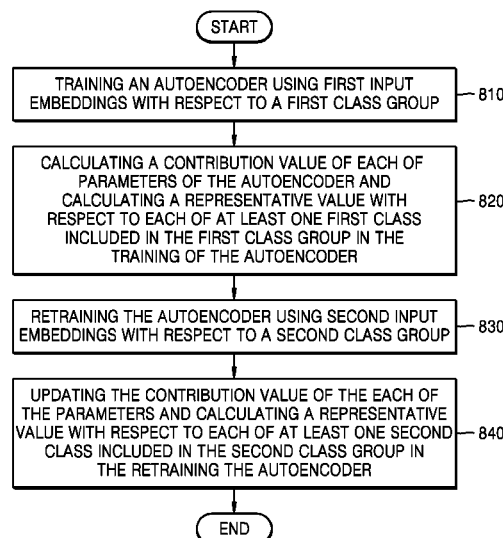 START
TRAINING AN AUTOENCODER USING FIRST INPUT
EMBEDDINGS WITH RESPECT TO A FIRST CLASS GROUP
810
CALCULATING A CONTRIBUTION VALUE OF EACH OF
PARAMETERS OF THE AUTOENCODER AND
CALCULATING A REPRESENTATIVE VALUE WITH
RESPECT TO EACH OF AT LEAST ONE FIRST CLASS
INCLUDED IN THE FIRST CLASS GROUP IN THE
TRAINING OF THE AUTOENCODER
820
RETRAINING THE AUTOENCODER USING SECOND INPUT
EMBEDDINGS WITH RESPECT TO A SECOND CLASS GROUP
830
UPDATING THE CONTRIBUTION VALUE OF THE EACH OF
THE PARAMETERS AND CALCULATING A REPRESENTATIVE
VALUE WITH RESPECT TO EACH OF AT LEAST ONE SECOND
CLASS INCLUDED IN THE SECOND CLASS GROUP IN
THE RETRAINING THE AUTOENCODER
840
END